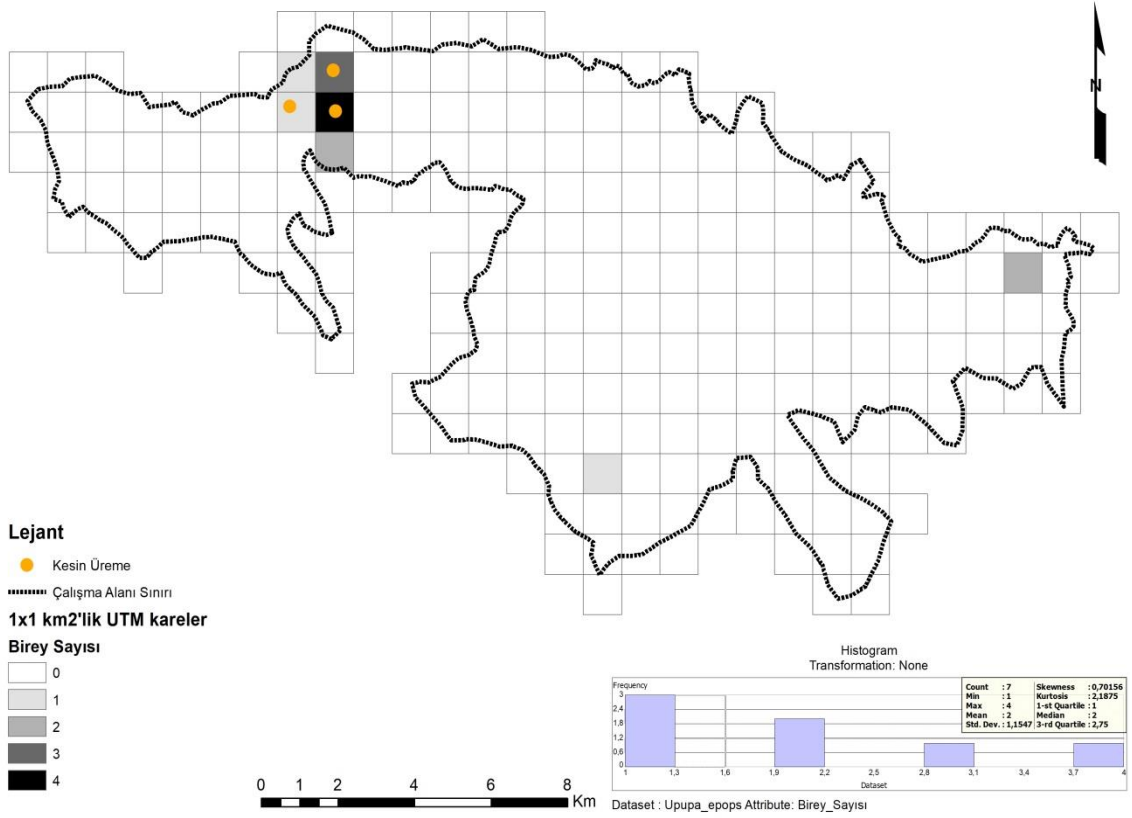 N
Lejant
Kesin Üreme
Çalışma Alanı Sınırı
1x1 km2'lik UTM kareler
Birey Sayısı
0
1
2
3
4
0 1 2 4 6 8 Km
Histogram
Transformation: None
Frequency
3
2,4
1,8
1,2
0,6
0
1 1,3 1,6 1,9 2,2 2,5 2,8 3,1 3,4 3,7 4
Dataset
Count : 7 Skewness : 0,70156
Min : 1 Kurtosis : 2,1875
Max : 4 1-st Quartile : 1
Mean : 2 Median : 2
Std. Dev. : 1,1547 3-rd Quartile : 2,75
Dataset : Upupa_epops Attribute: Birey_Sayısı